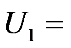 U₁ =